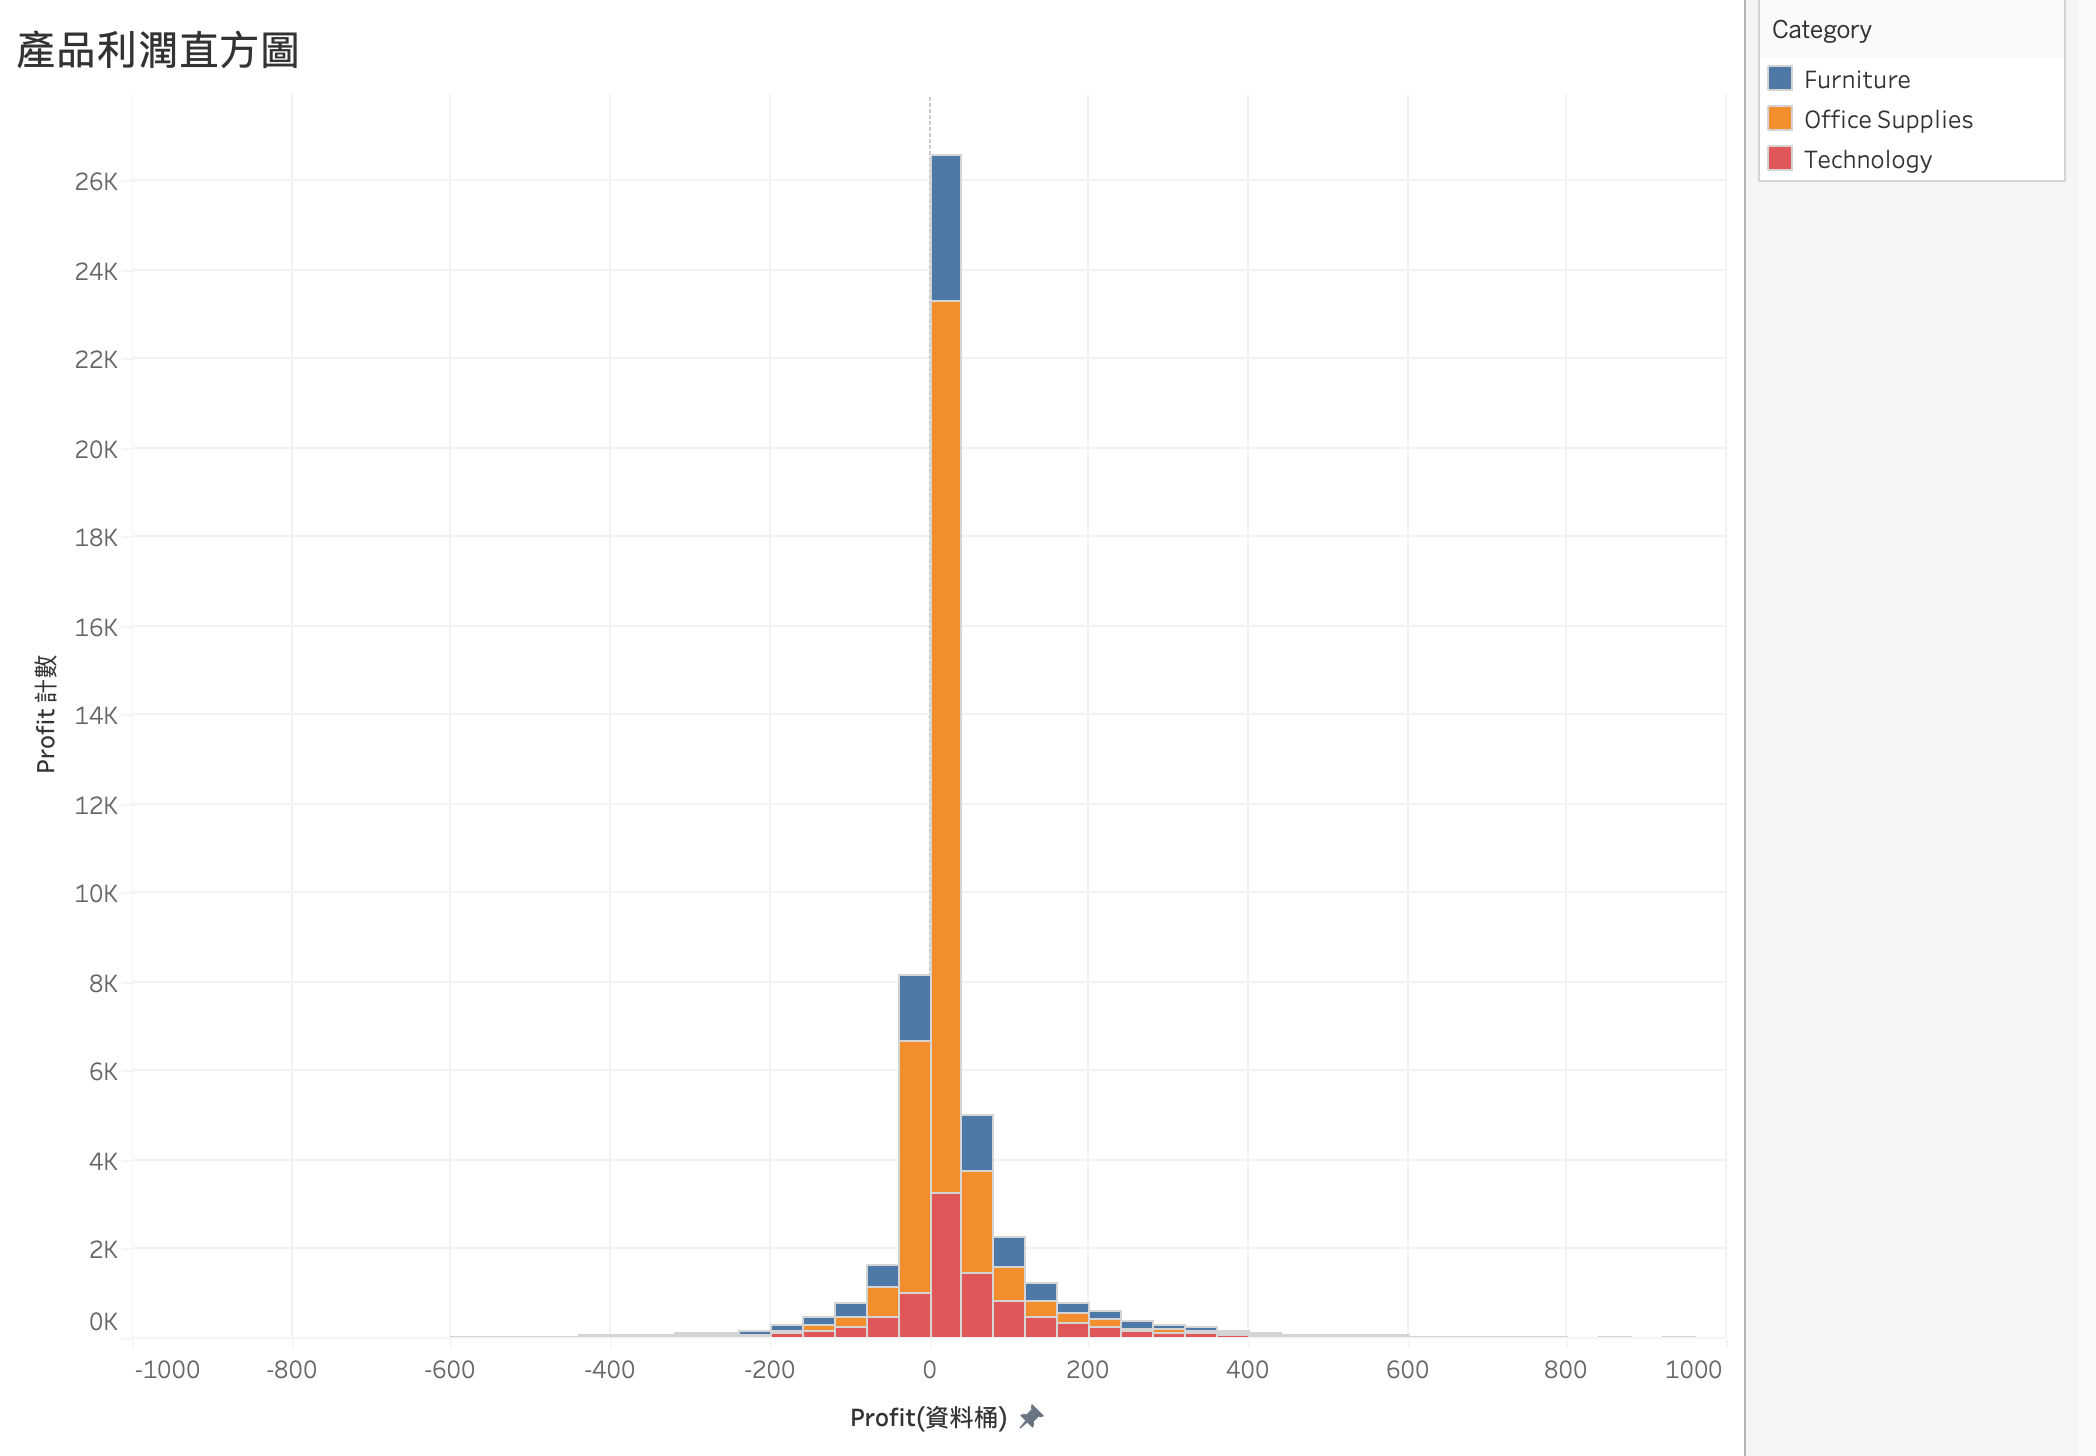 產品利潤直方圖
Category
Furniture
Office Supplies
Technology
26K
24K
22K
20K
18K
16K
14K
12K
10K
8K
6K
4K
2K
0K
Profit 計數
-1000 -800 -600 -400 -200 0 200 400 600 800 1000
Profit(資料桶)